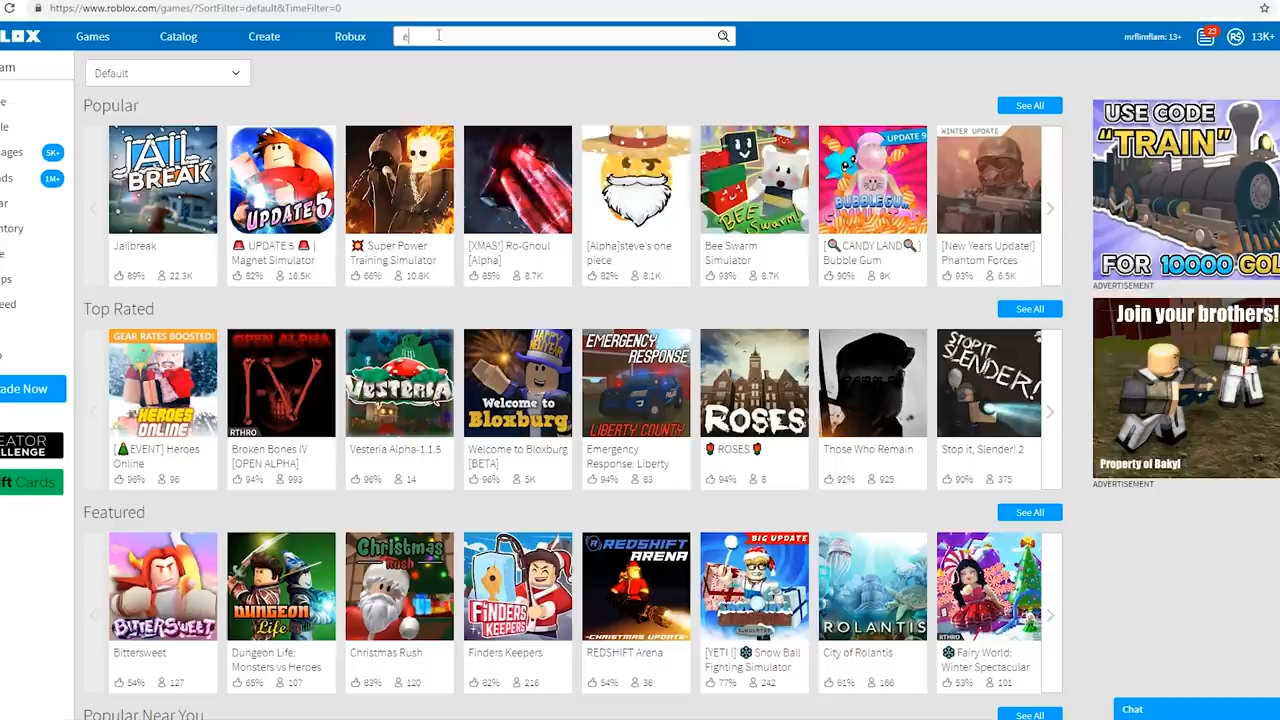 https://www.roblox.com/games/?SortFilter=default&TimeFilter=0
LOX
Games
Catalog
Create
Robux
e
mrflimflam: 13+
23
R$
13K+
am
e
le
sages
5K+
ds
1M+
ar
ntory
e
ps
eed
o
ade Now
EATOR
LLENGE
ft Cards
Default
Popular
See All
JAIL
BREAK
UPDATE 5
BEE SWARM
UPDATE 9
BUBBLEGUM
WINTER UPDATE
Jailbreak
🚨 UPDATE 5 🚨 |
Magnet Simulator
💥 Super Power
Training Simulator
[XMAS!] Ro-Ghoul
[Alpha]
[Alpha]steve's one
piece
Bee Swarm
Simulator
[🔍CANDY LAND🔍]
Bubble Gum
[New Years Update!]
Phantom Forces
89% 22.3K
82% 16.5K
66% 10.8K
85% 8.7K
82% 8.1K
93% 8.7K
90% 8K
93% 6.5K
Top Rated
See All
GEAR RATES BOOSTED!
HEROES
ONLINE
OPEN ALPHA
RTHRO
VESTERIA
HAPPY
NEW YEAR
Welcome to
Bloxburg
EMERGENCY
RESPONSE
LIBERTY COUNTY
ROSES
STOP IT,
SLENDER!
[🎄EVENT] Heroes
Online
Broken Bones IV
[OPEN ALPHA]
Vesteria Alpha-1.1.5
Welcome to Bloxburg
[BETA]
Emergency
Response: Liberty
🌹 ROSES 🌹
Those Who Remain
Stop it, Slender! 2
96% 96
94% 993
96% 14
96% 5K
94% 83
94% 8
92% 925
90% 375
Featured
See All
BITTERSWEET
DUNGEON
Life
Christmas
Rush
FINDERS
KEEPERS
REDSHIFT
ARENA
-CHRISTMAS UPDATE-
BIG UPDATE
SIMULATOR
ROLANTIS
RTHRO
Bittersweet
Dungeon Life:
Monsters vs Heroes
Christmas Rush
Finders Keepers
REDSHIFT Arena
[YETI !] ❄ Snow Ball
Fighting Simulator
City of Rolantis
❄ Fairy World:
Winter Spectacular
54% 127
65% 107
83% 120
82% 216
54% 36
77% 242
61% 166
53% 101
Popular Near You
See All
USE CODE
"TRAIN"
FOR 10000 GOL
ADVERTISEMENT
Join your brothers!
Property of Bakyl
ADVERTISEMENT
Chat